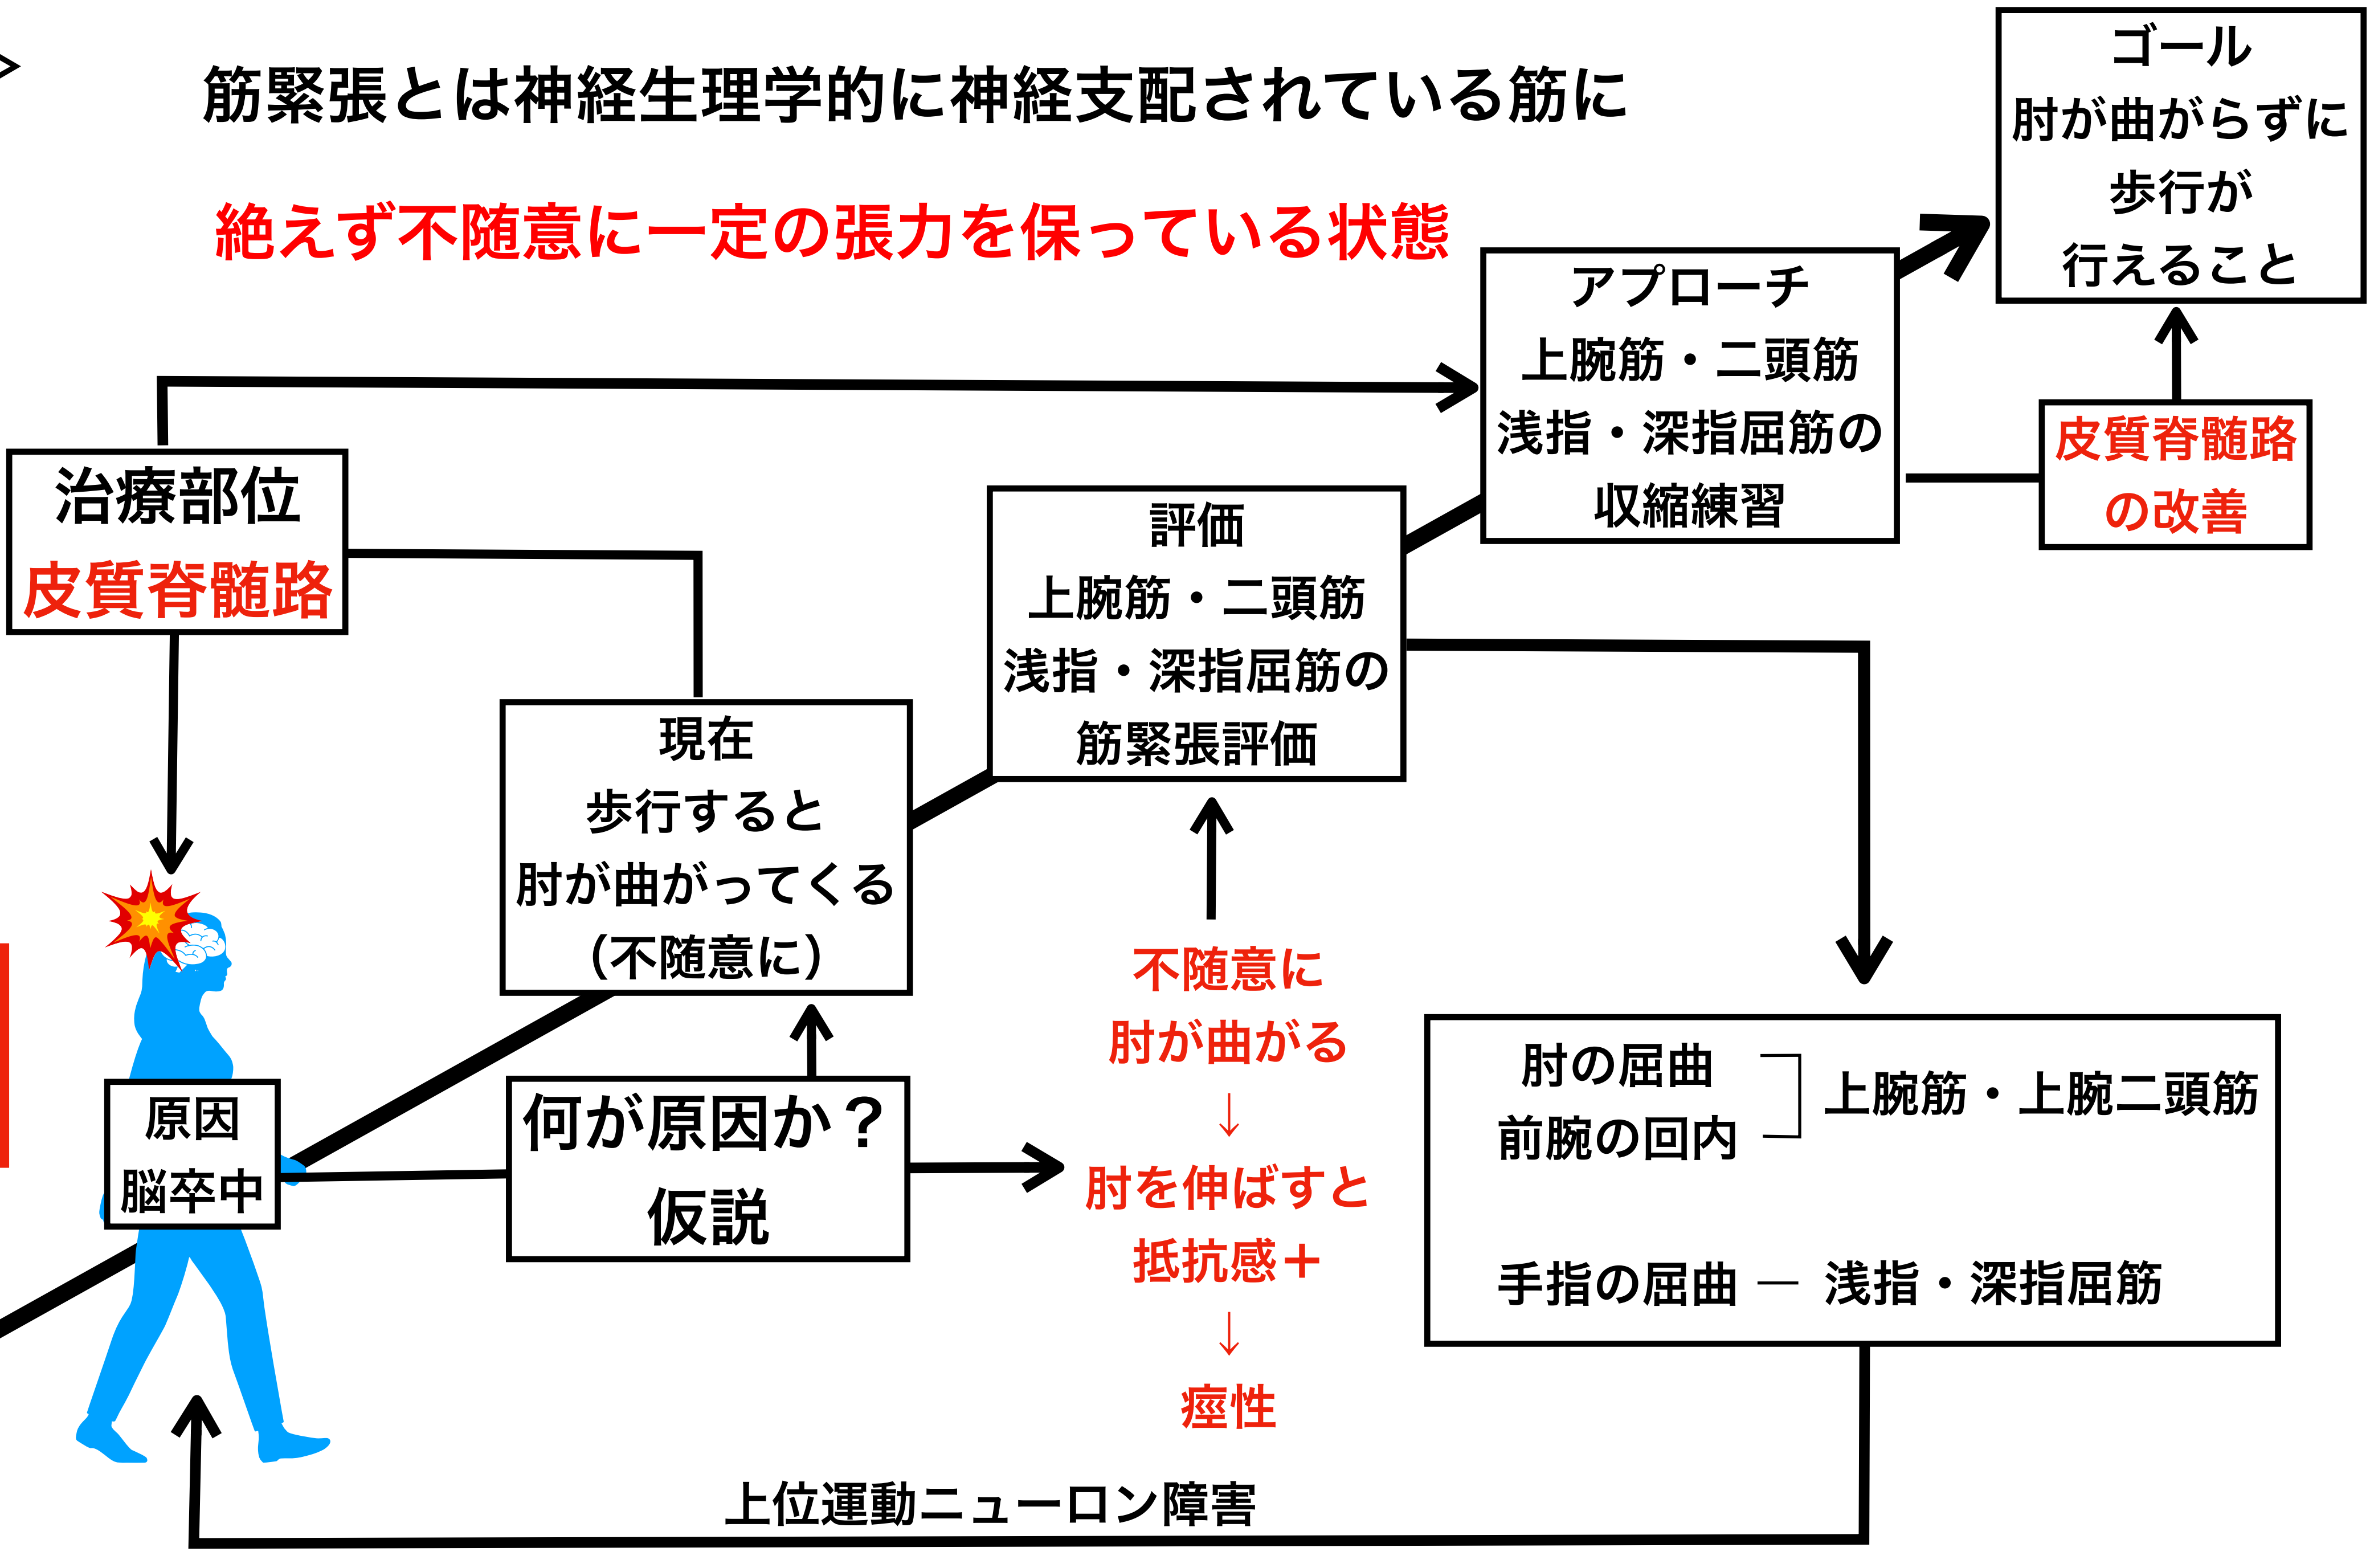 筋緊張とは神経生理学的に神経支配されている筋に
絶えず不随意に一定の張力を保っている状態
ゴール
肘が曲がらずに
歩行が
行えること
アプローチ
上腕筋・二頭筋
浅指・深指屈筋の
収縮練習
皮質脊髄路
の改善
治療部位
皮質脊髄路
評価
上腕筋・二頭筋
浅指・深指屈筋の
筋緊張評価
現在
歩行すると
肘が曲がってくる
（不随意に）
原因
脳卒中
何が原因か？
仮説
不随意に
肘が曲がる
↓
肘を伸ばすと
抵抗感＋
↓
痙性
肘の屈曲
前腕の回内
上腕筋・上腕二頭筋
手指の屈曲 — 浅指・深指屈筋
上位運動ニューロン障害